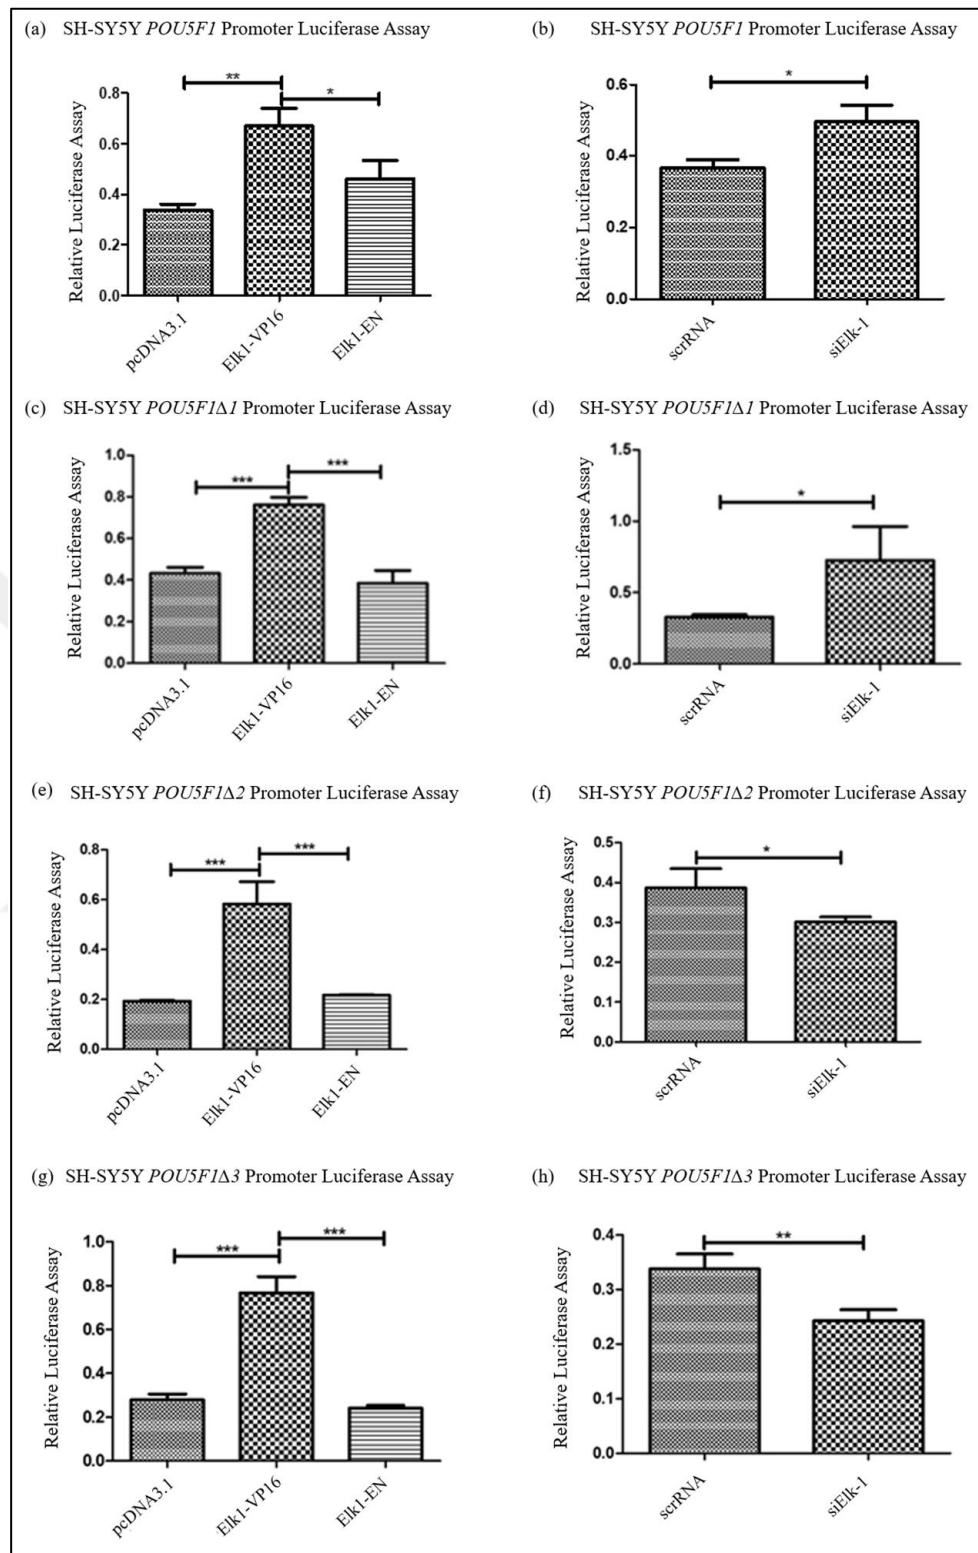 (a) SH-SY5Y POU5F1 Promoter Luciferase Assay
Relative Luciferase Assay
0.8
0.6
0.4
0.2
0.0
**
*
pcDNA3.1
Elk1-VP16
Elk1-EN
(b) SH-SY5Y POU5F1 Promoter Luciferase Assay
Relative Luciferase Assay
0.6
0.4
0.2
0.0
*
scrRNA
siElk-1
(c) SH-SY5Y POU5F1Δ1 Promoter Luciferase Assay
Relative Luciferase Assay
1.0
0.8
0.6
0.4
0.2
0.0
***
***
pcDNA3.1
Elk1-VP16
Elk1-EN
(d) SH-SY5Y POU5F1Δ1 Promoter Luciferase Assay
Relative Luciferase Assay
1.5
1.0
0.5
0.0
*
scrRNA
siElk-1
(e) SH-SY5Y POU5F1Δ2 Promoter Luciferase Assay
Relative Luciferase Assay
0.8
0.6
0.4
0.2
0.0
***
***
pcDNA3.1
Elk1-VP16
Elk1-EN
(f) SH-SY5Y POU5F1Δ2 Promoter Luciferase Assay
Relative Luciferase Assay
0.5
0.4
0.3
0.2
0.1
0.0
*
scrRNA
siElk-1
(g) SH-SY5Y POU5F1Δ3 Promoter Luciferase Assay
Relative Luciferase Assay
1.0
0.8
0.6
0.4
0.2
0.0
***
***
pcDNA3.1
Elk1-VP16
Elk1-EN
(h) SH-SY5Y POU5F1Δ3 Promoter Luciferase Assay
Relative Luciferase Assay
0.4
0.3
0.2
0.1
0.0
**
scrRNA
siElk-1